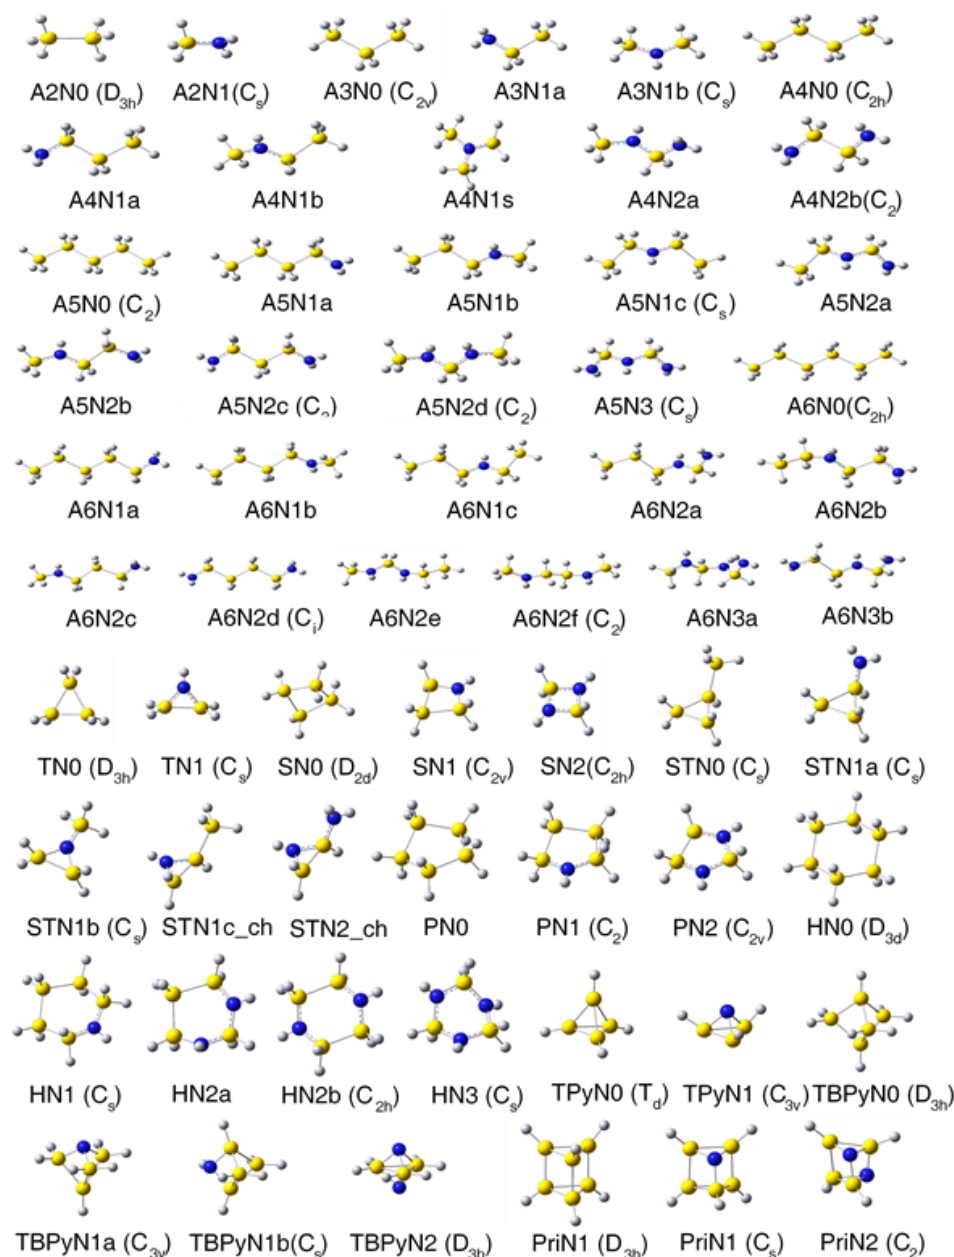 A2N0 (D3h) A2N1(Cs) A3N0 (C2v) A3N1a A3N1b (Cs) A4N0 (C2h)
A4N1a A4N1b A4N1s A4N2a A4N2b(C2)
A5N0 (C2) A5N1a A5N1b A5N1c (Cs) A5N2a
A5N2b A5N2c (C2) A5N2d (C2) A5N3 (Cs) A6N0(C2h)
A6N1a A6N1b A6N1c A6N2a A6N2b
A6N2c A6N2d (Ci) A6N2e A6N2f (C2) A6N3a A6N3b
TN0 (D3h) TN1 (Cs) SN0 (D2d) SN1 (C2v) SN2(C2h) STN0 (Cs) STN1a (Cs)
STN1b (Cs) STN1c_ch STN2_ch PN0 PN1 (C2) PN2 (C2v) HN0 (D3d)
HN1 (Cs) HN2a HN2b (C2h) HN3 (Cs) TPyN0 (Td) TPyN1 (C3v) TBPyN0 (D3h)
TBPyN1a (C3v) TBPyN1b(Cs) TBPyN2 (D3h) PriN1 (D3h) PriN1 (Cs) PriN2 (C2)